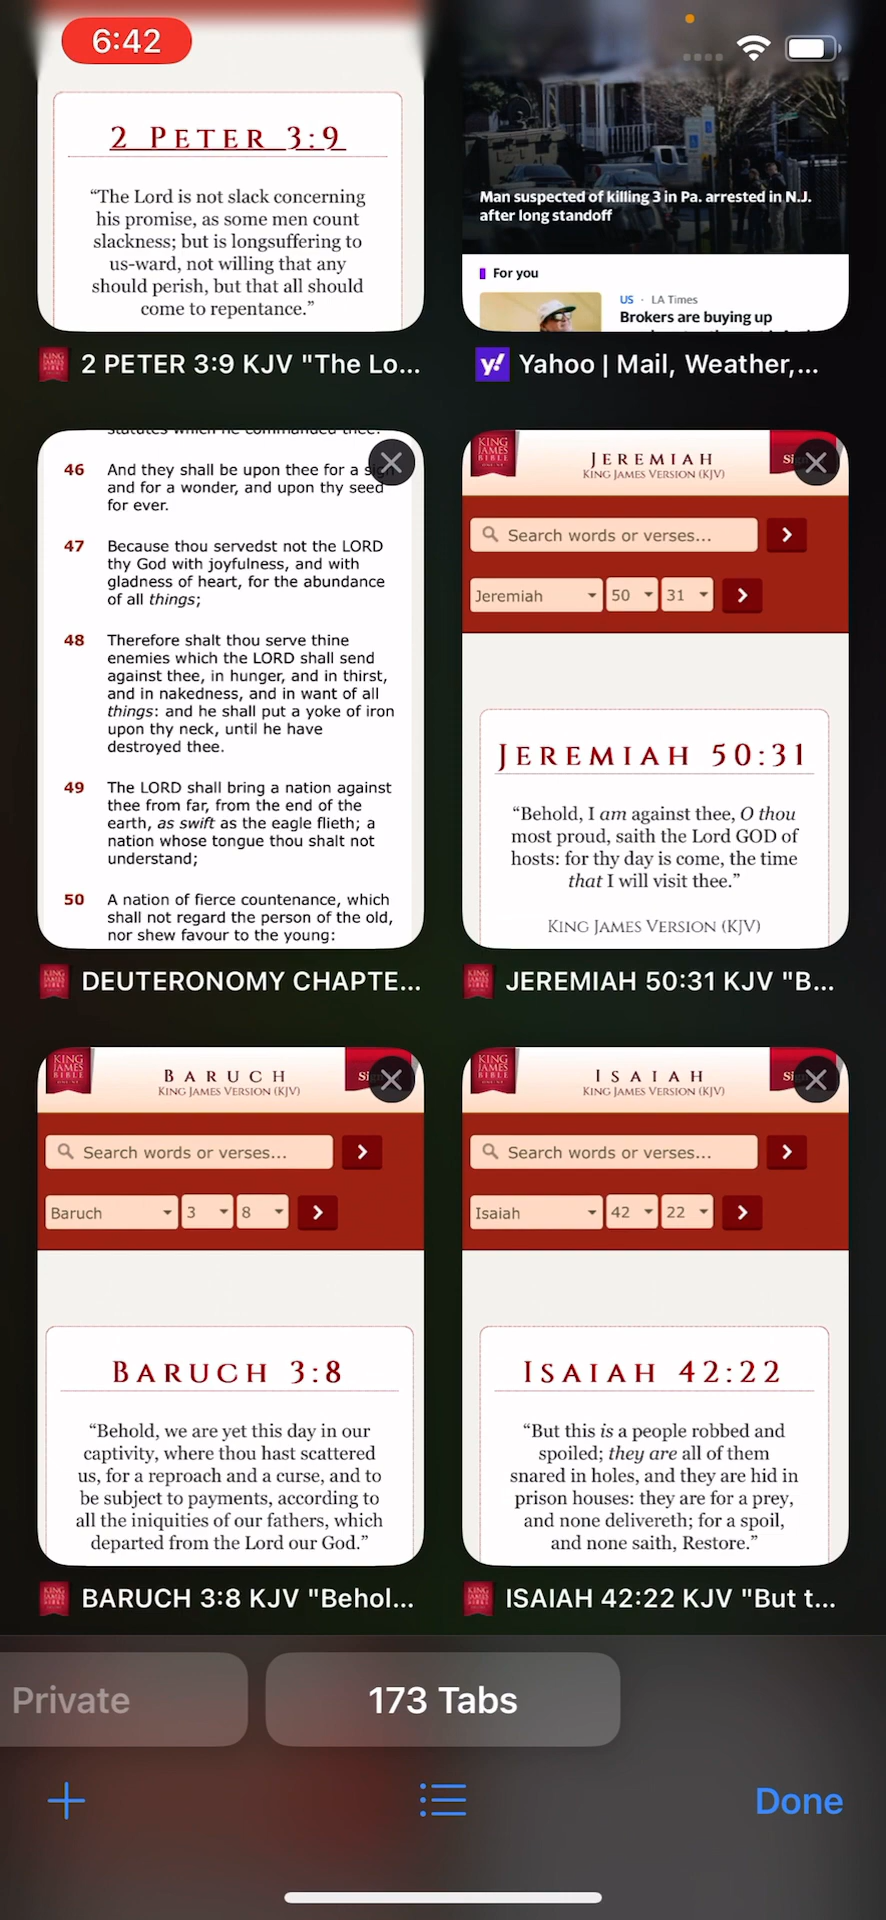 6:42
2 PETER 3:9
“The Lord is not slack concerning
his promise, as some men count
slackness; but is longsuffering to
us-ward, not willing that any
should perish, but that all should
come to repentance.”
KING JAMES BIBLE
2 PETER 3:9 KJV "The Lo...
Man suspected of killing 3 in Pa. arrested in N.J.
after long standoff
For you
US · LA Times
Brokers are buying up
y!
Yahoo | Mail, Weather,...
statutes which he commanded thee:
46 And they shall be upon thee for a sign
and for a wonder, and upon thy seed
for ever.
47 Because thou servedst not the LORD
thy God with joyfulness, and with
gladness of heart, for the abundance
of all things;
48 Therefore shalt thou serve thine
enemies which the LORD shall send
against thee, in hunger, and in thirst,
and in nakedness, and in want of all
things: and he shall put a yoke of iron
upon thy neck, until he have
destroyed thee.
49 The LORD shall bring a nation against
thee from far, from the end of the
earth, as swift as the eagle flieth; a
nation whose tongue thou shalt not
understand;
50 A nation of fierce countenance, which
shall not regard the person of the old,
nor shew favour to the young:
DEUTERONOMY CHAPTE...
KING
JAMES
BIBLE
JEREMIAH
KING JAMES VERSION (KJV)
Search words or verses...
Jeremiah 50 31
JEREMIAH 50:31
“Behold, I am against thee, O thou
most proud, saith the Lord GOD of
hosts: for thy day is come, the time
that I will visit thee.”
KING JAMES VERSION (KJV)
JEREMIAH 50:31 KJV "B...
KING
JAMES
BIBLE
BARUCH
KING JAMES VERSION (KJV)
Search words or verses...
Baruch 3 8
BARUCH 3:8
“Behold, we are yet this day in our
captivity, where thou hast scattered
us, for a reproach and a curse, and to
be subject to payments, according to
all the iniquities of our fathers, which
departed from the Lord our God.”
BARUCH 3:8 KJV "Behol...
KING
JAMES
BIBLE
ISAIAH
KING JAMES VERSION (KJV)
Search words or verses...
Isaiah 42 22
ISAIAH 42:22
“But this is a people robbed and
spoiled; they are all of them
snared in holes, and they are hid in
prison houses: they are for a prey,
and none delivereth; for a spoil,
and none saith, Restore.”
ISAIAH 42:22 KJV "But t...
Private
173 Tabs
Done